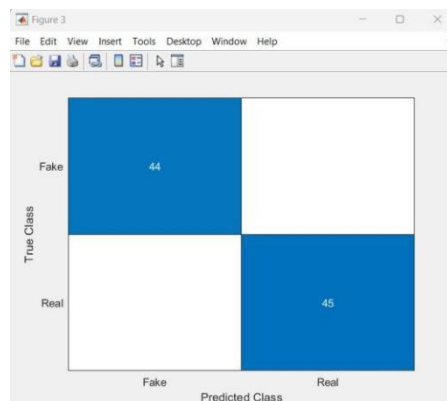 Figure 3
File Edit View Insert Tools Desktop Window Help
Fake 44
True Class
Real 45
Fake Real
Predicted Class